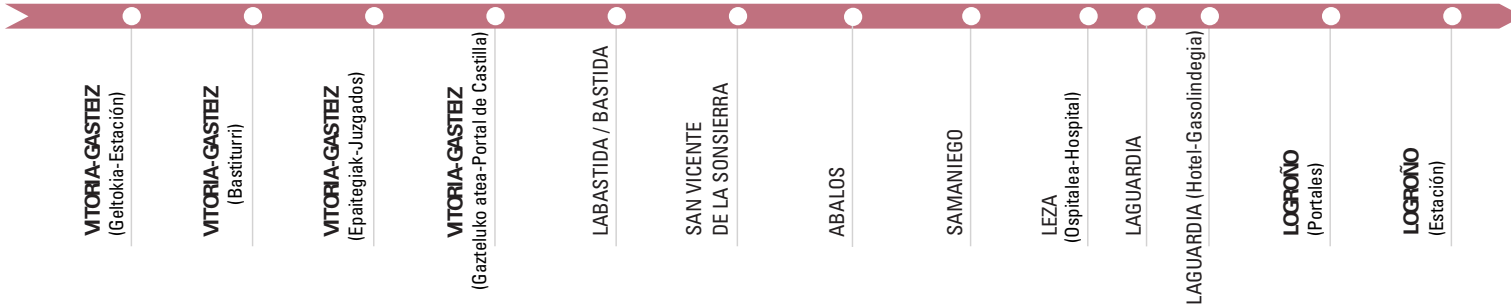 VITORIA-GASTEIZ
(Geltokia-Estación)
VITORIA-GASTEIZ
(Bastiturri)
VITORIA-GASTEIZ
(Epaitegiak-Juzgados)
VITORIA-GASTEIZ
(Gazteluko atea-Portal de Castilla)
LABASTIDA / BASTIDA
SAN VICENTE
DE LA SONSIERRA
ABALOS
SAMANIEGO
LEZA
(Ospitalea-Hospital)
LAGUARDIA
LAGUARDIA (Hotel-Gasolindegia)
LOGROÑO
(Portales)
LOGROÑO
(Estación)